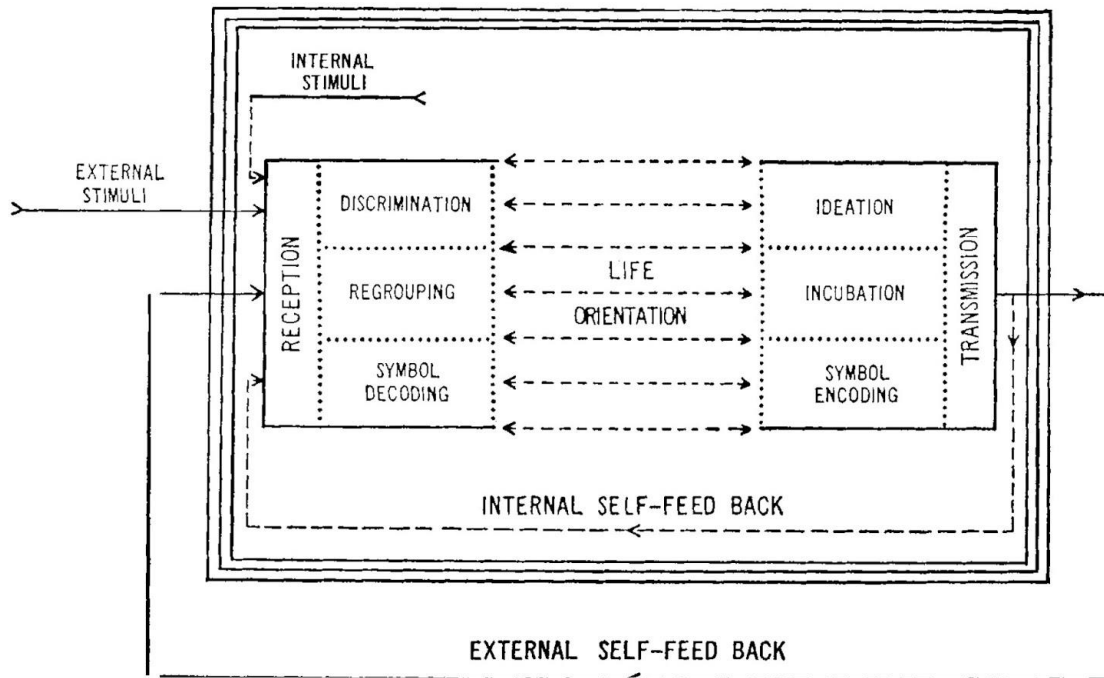 INTERNAL
STIMULI
EXTERNAL
STIMULI
RECEPTION
DISCRIMINATION
REGROUPING
SYMBOL
DECODING
LIFE
ORIENTATION
IDEATION
INCUBATION
SYMBOL
ENCODING
TRANSMISSION
INTERNAL SELF-FEED BACK
EXTERNAL SELF-FEED BACK